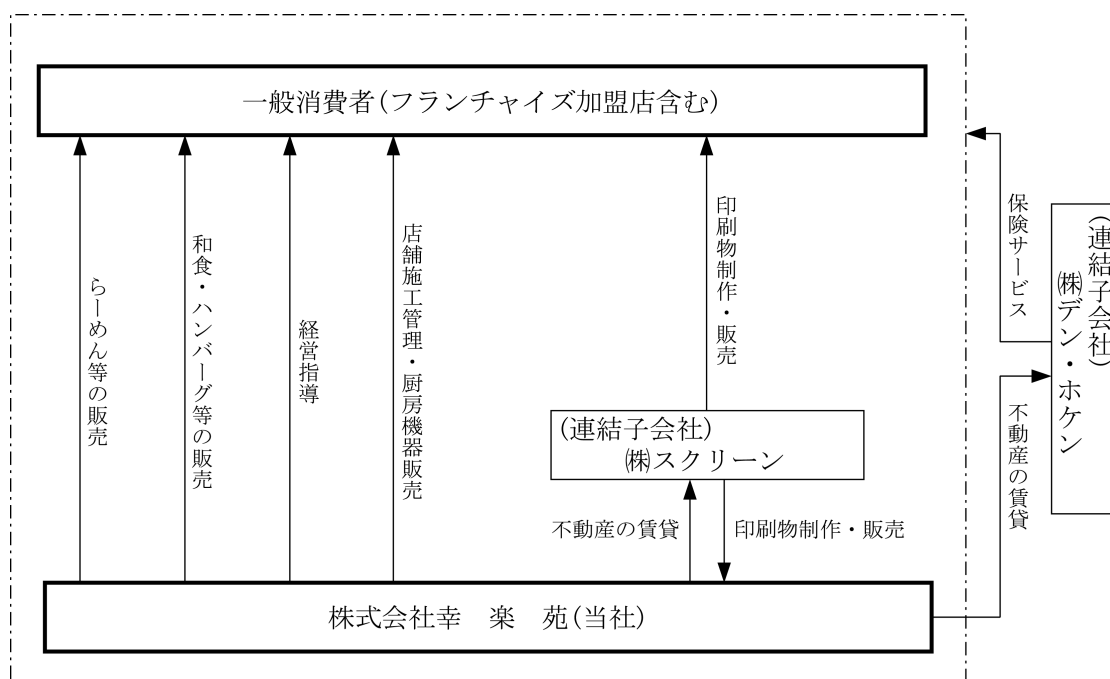 一般消費者(フランチャイズ加盟店含む)
らーめん等の販売
和食・ハンバーグ等の販売
経営指導
店舗施工管理・厨房機器販売
印刷物制作・販売
保険サービス
(連結子会社)
㈱デン・ホケン
(連結子会社)
㈱スクリーン
不動産の賃貸
印刷物制作・販売
不動産の賃貸
株式会社幸　楽　苑(当社)